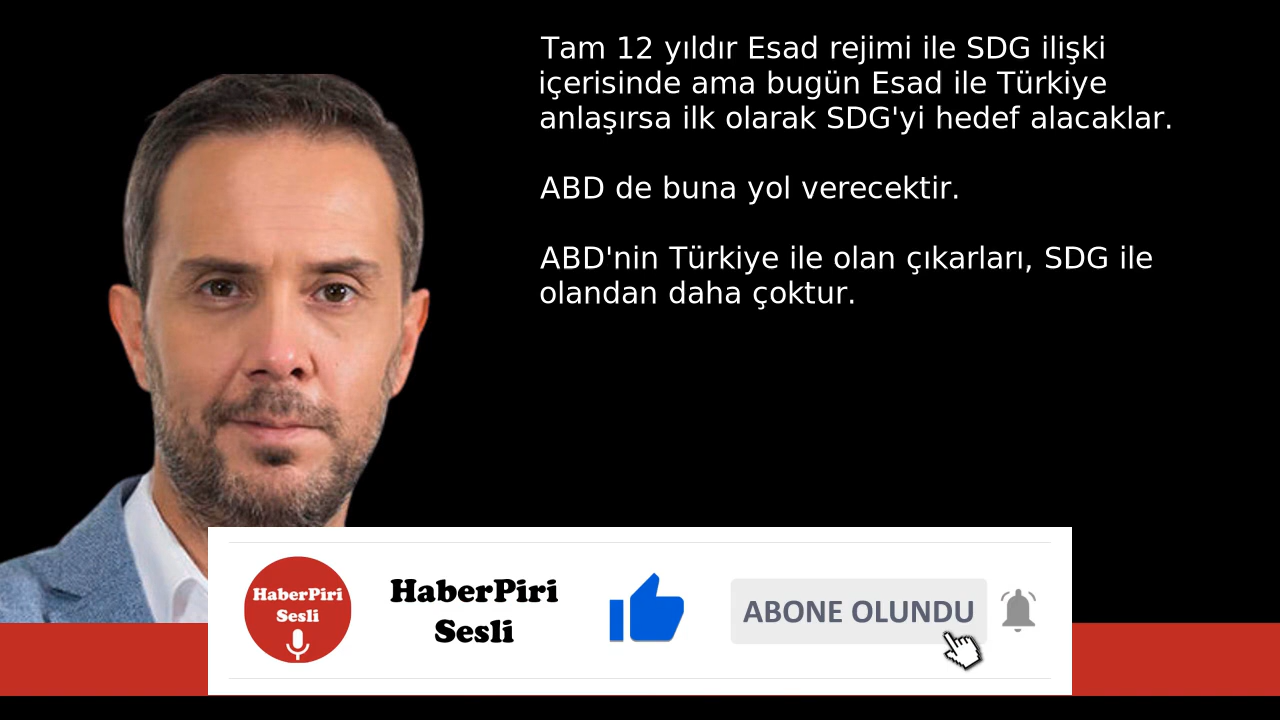 Tam 12 yıldır Esad rejimi ile SDG ilişki
içerisinde ama bugün Esad ile Türkiye
anlaşırsa ilk olarak SDG'yi hedef alacaklar.
ABD de buna yol verecektir.
ABD'nin Türkiye ile olan çıkarları, SDG ile
olandan daha çoktur.
HaberPiri
Sesli
HaberPiri
Sesli
ABONE OLUNDU